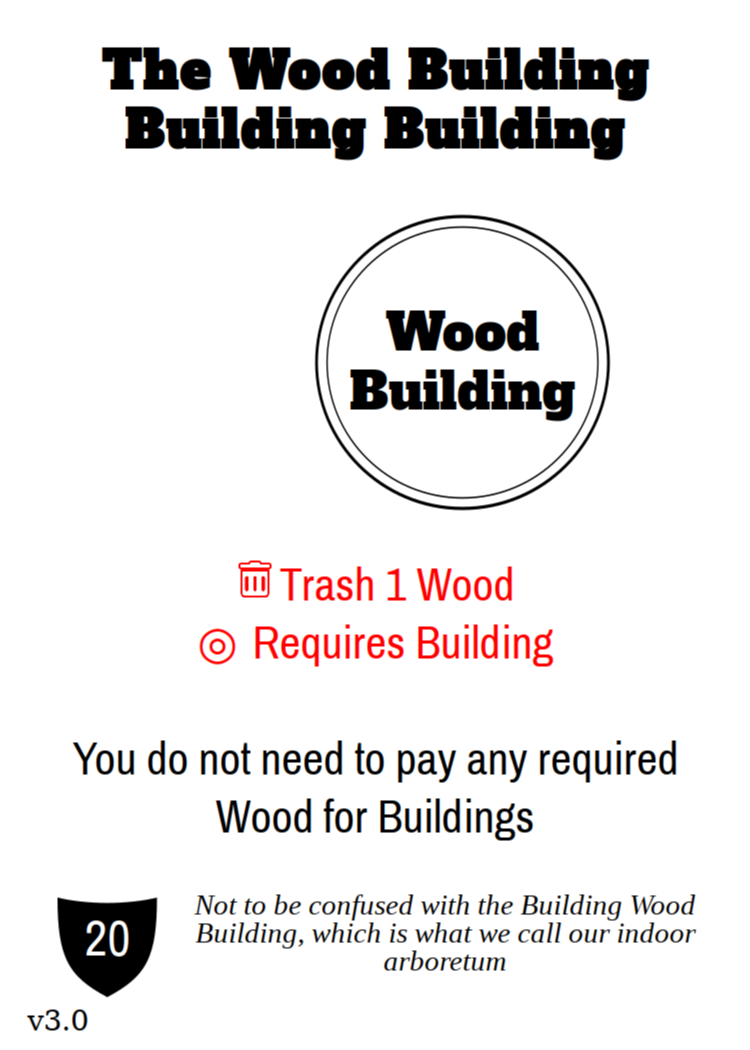 The Wood Building
Building Building
Wood
Building
Trash 1 Wood
Requires Building
You do not need to pay any required
Wood for Buildings
20
Not to be confused with the Building Wood
Building, which is what we call our indoor
arboretum
v3.0